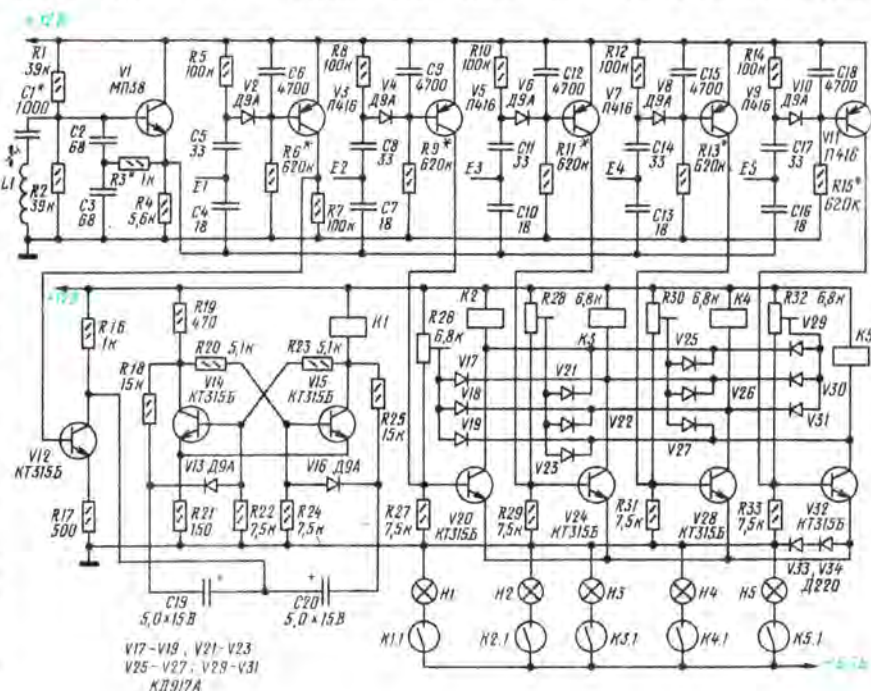 +12В
R1
39к
C1*
1000
L1
R2
39к
C2
68
C3
68
R3* 1к
R4
5,6к
V1
МП38
R5
100к
C5
33
E1
C4
18
V2
Д9А
C6
4700
V3
П416
R6*
620к
R7
100к
R8
100к
V4
Д9А
C9
4700
C8
33
E2
C7
18
R9*
620к
V5
П416
R10
100к
V6
Д9А
C12
4700
C11
33
E3
C10
18
R11*
620к
V7
П416
R12
100к
V8
Д9А
C15
4700
C14
33
E4
C13
18
R13*
620к
V9
П416
R14
100к
V10
Д9А
C18
4700
C17
33
E5
C16
18
V11
П416
R15*
620к
+12В
R16
1к
R18
15к
V12
КТ315Б
R17
500
R19
470
R20 5,1к
R23 5,1к
V14
КТ315Б
V15
КТ315Б
K1
R25
15к
V13 Д9А
V16 Д9А
R21
150
R22
7,5к
R24
7,5к
C19
5,0×15В
C20
5,0×15В
R26
6,8к
K2
R28
6,8к
K3
R30
6,8к
K4
R32
6,8к
K5
V17
V18
V19
V21
V22
V23
V25
V26
V27
V29
V30
V31
R27
7,5к
V20
КТ315Б
R29
7,5к
V24
КТ315Б
R31
7,5к
V28
КТ315Б
R33
7,5к
V32
КТ315Б
V33, V34
Д220
H1
H2
H3
H4
H5
K1.1
K2.1
K3.1
K4.1
K5.1
V17-V19, V21-V23
V25-V27; V29-V31
КД917А